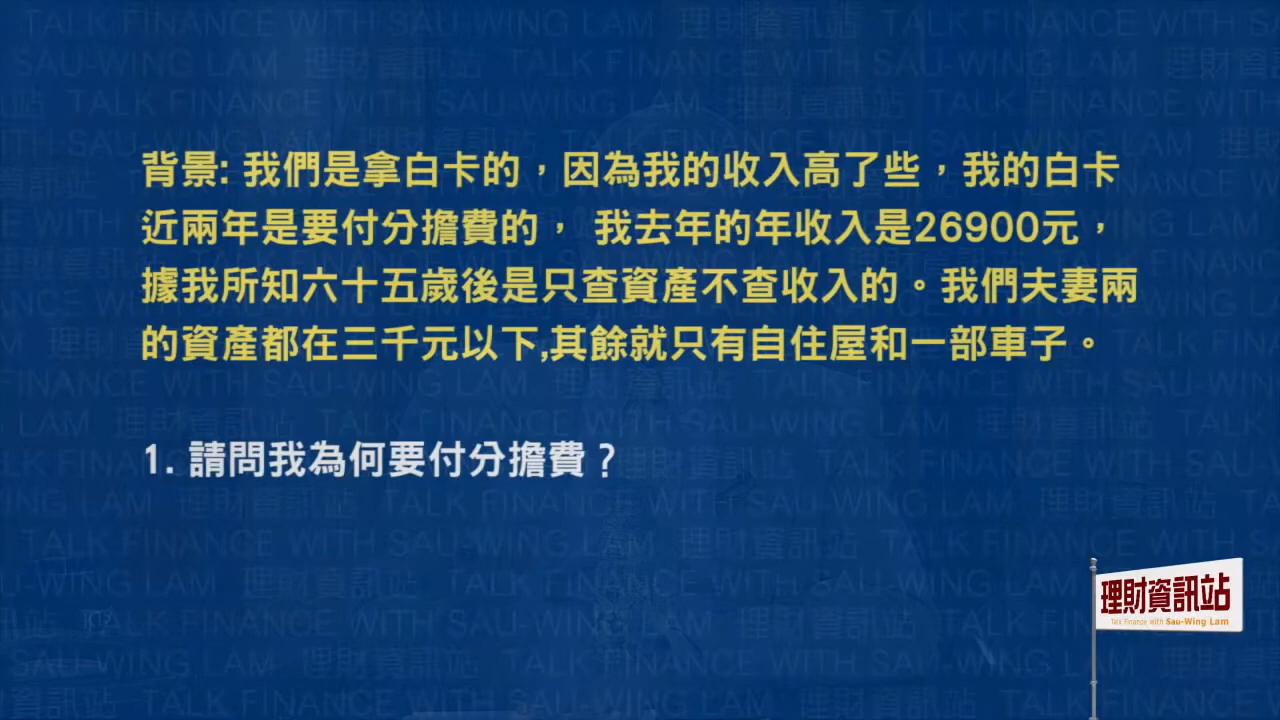 背景: 我們是拿白卡的，因為我的收入高了些，我的白卡
近兩年是要付分擔費的， 我去年的年收入是26900元，
據我所知六十五歲後是只查資產不查收入的。我們夫妻兩
的資產都在三千元以下,其餘就只有自住屋和一部車子。
1. 請問我為何要付分擔費？
理財資訊站
Talk Finance with Sau-Wing Lam